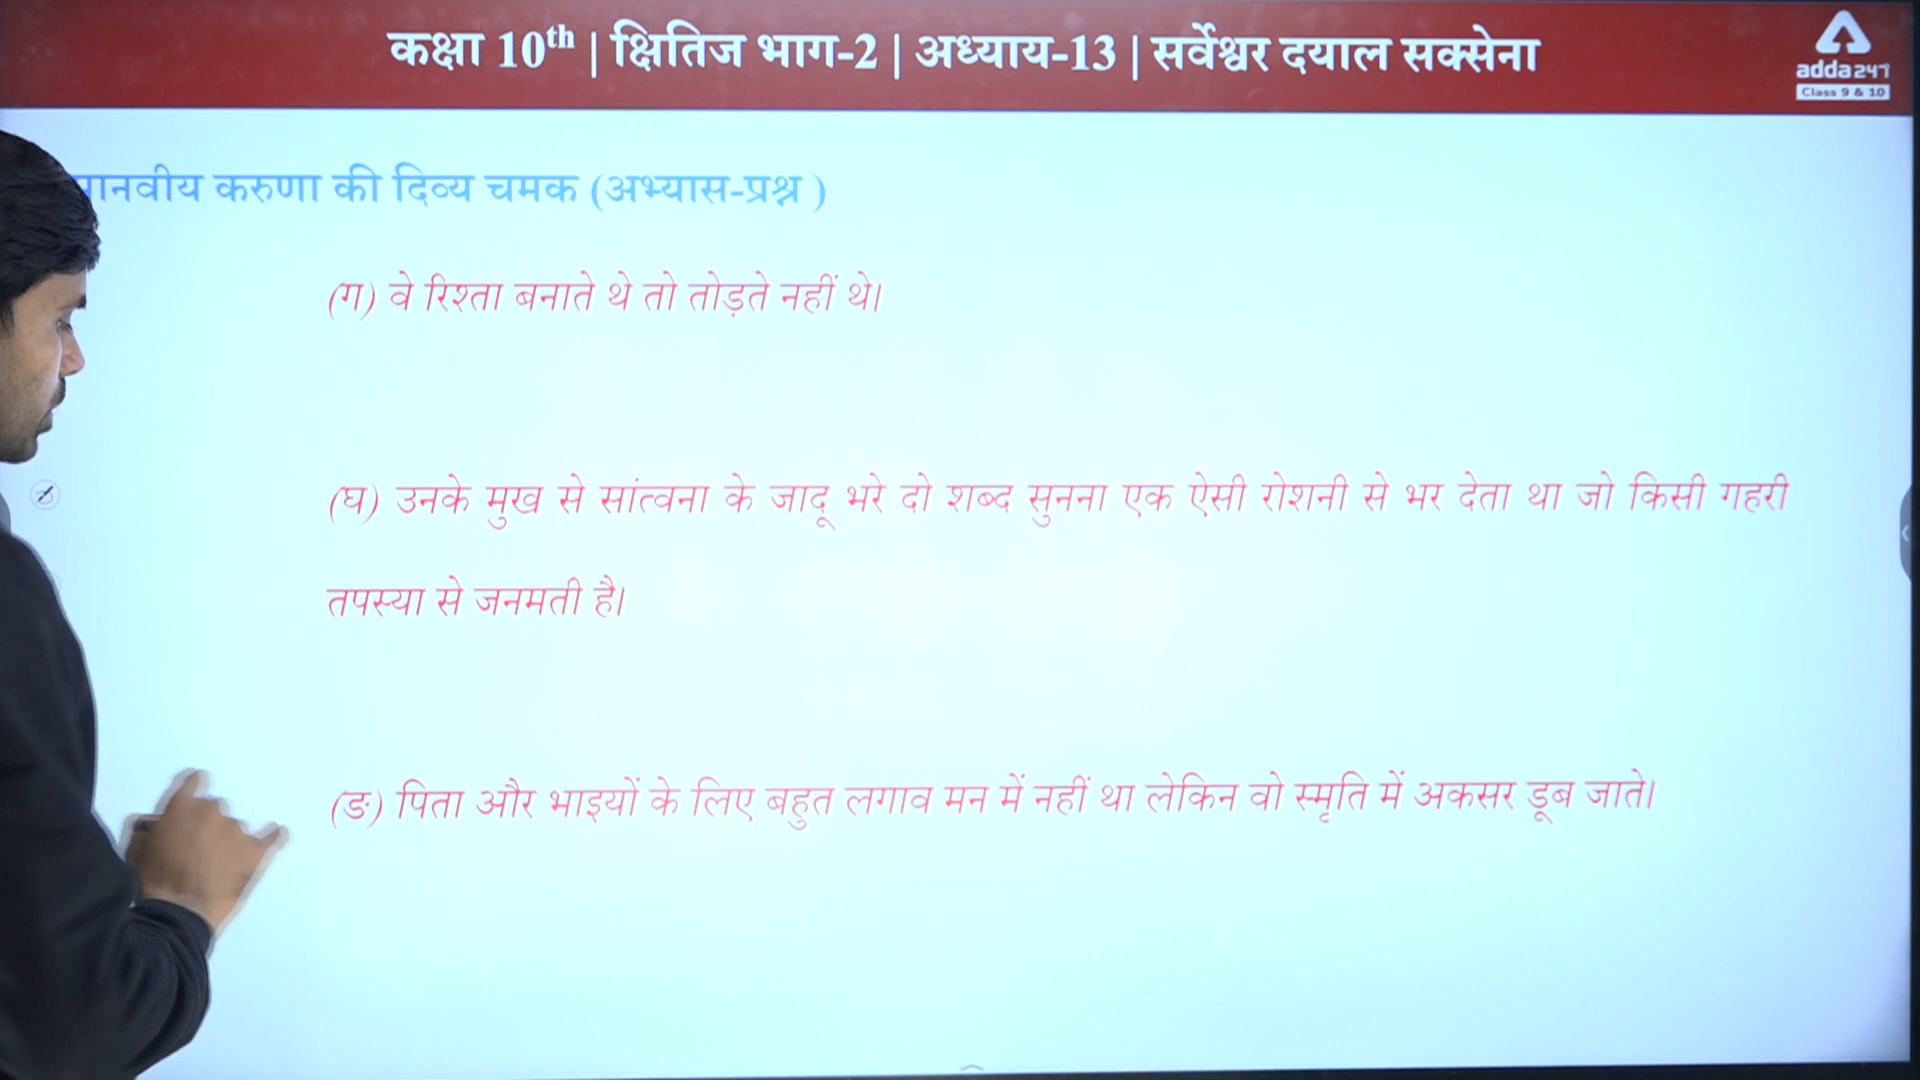 कक्षा 10th | क्षितिज भाग-2 | अध्याय-13 | सर्वेश्वर दयाल सक्सेना
adda247
Class 9 & 10
मानवीय करुणा की दिव्य चमक (अभ्यास-प्रश्न )
(ग) वे रिश्ता बनाते थे तो तोड़ते नहीं थे।
(घ) उनके मुख से सांत्वना के जादू भरे दो शब्द सुनना एक ऐसी रोशनी से भर देता था जो किसी गहरी
तपस्या से जनमती है।
(ङ) पिता और भाइयों के लिए बहुत लगाव मन में नहीं था लेकिन वो स्मृति में अकसर डूब जाते।